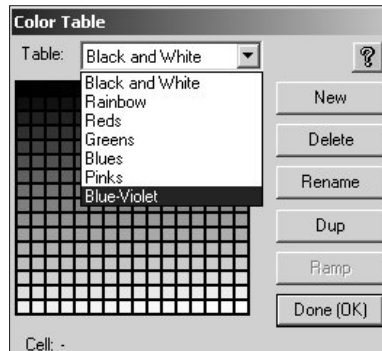 Color Table
Table: Black and White
?
Black and White
Rainbow
Reds
Greens
Blues
Pinks
Blue-Violet
New
Delete
Rename
Dup
Ramp
Done (OK)
Cell: -